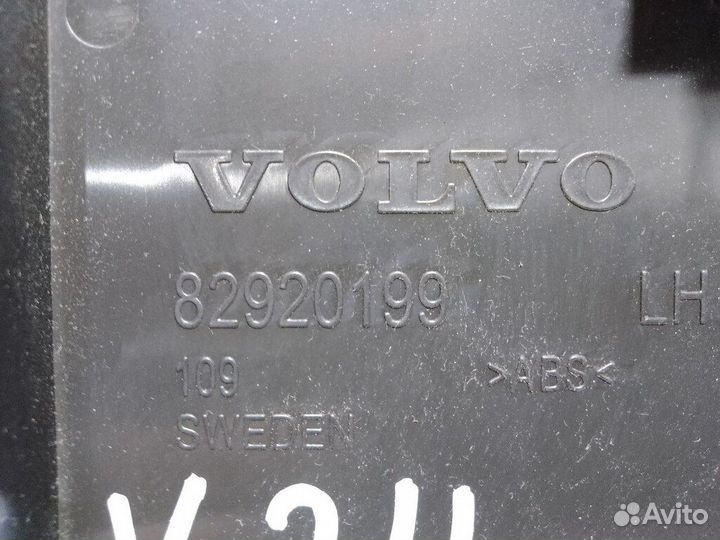 VOLVO
82920199 LH
109 >ABS<
SWEDEN
Avito